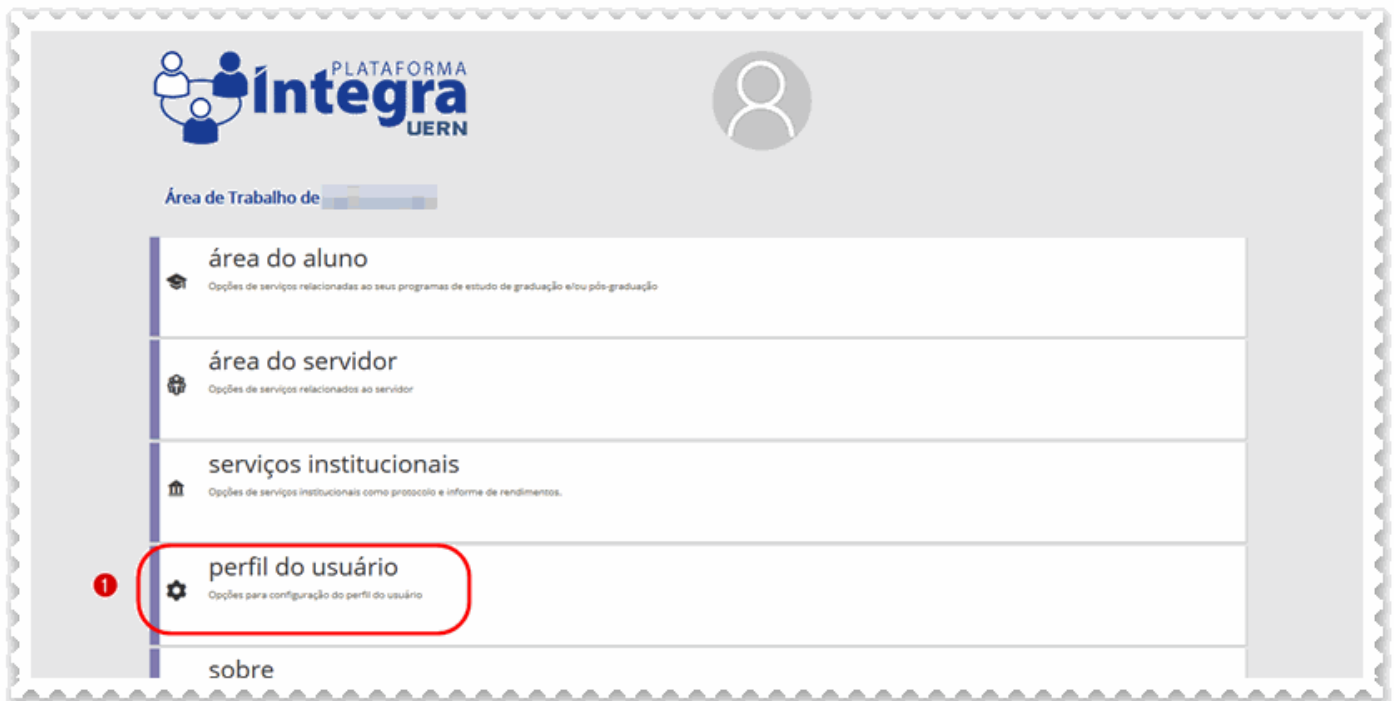 PLATAFORMA
Íntegra
UERN
Área de Trabalho de
área do aluno
Opções de serviços relacionadas ao seus programas de estudo de graduação e/ou pós-graduação
área do servidor
Opções de serviços relacionados ao servidor
serviços institucionais
Opções de serviços institucionais como protocolo e informe de rendimentos.
1
perfil do usuário
Opções para configuração do perfil do usuário
sobre